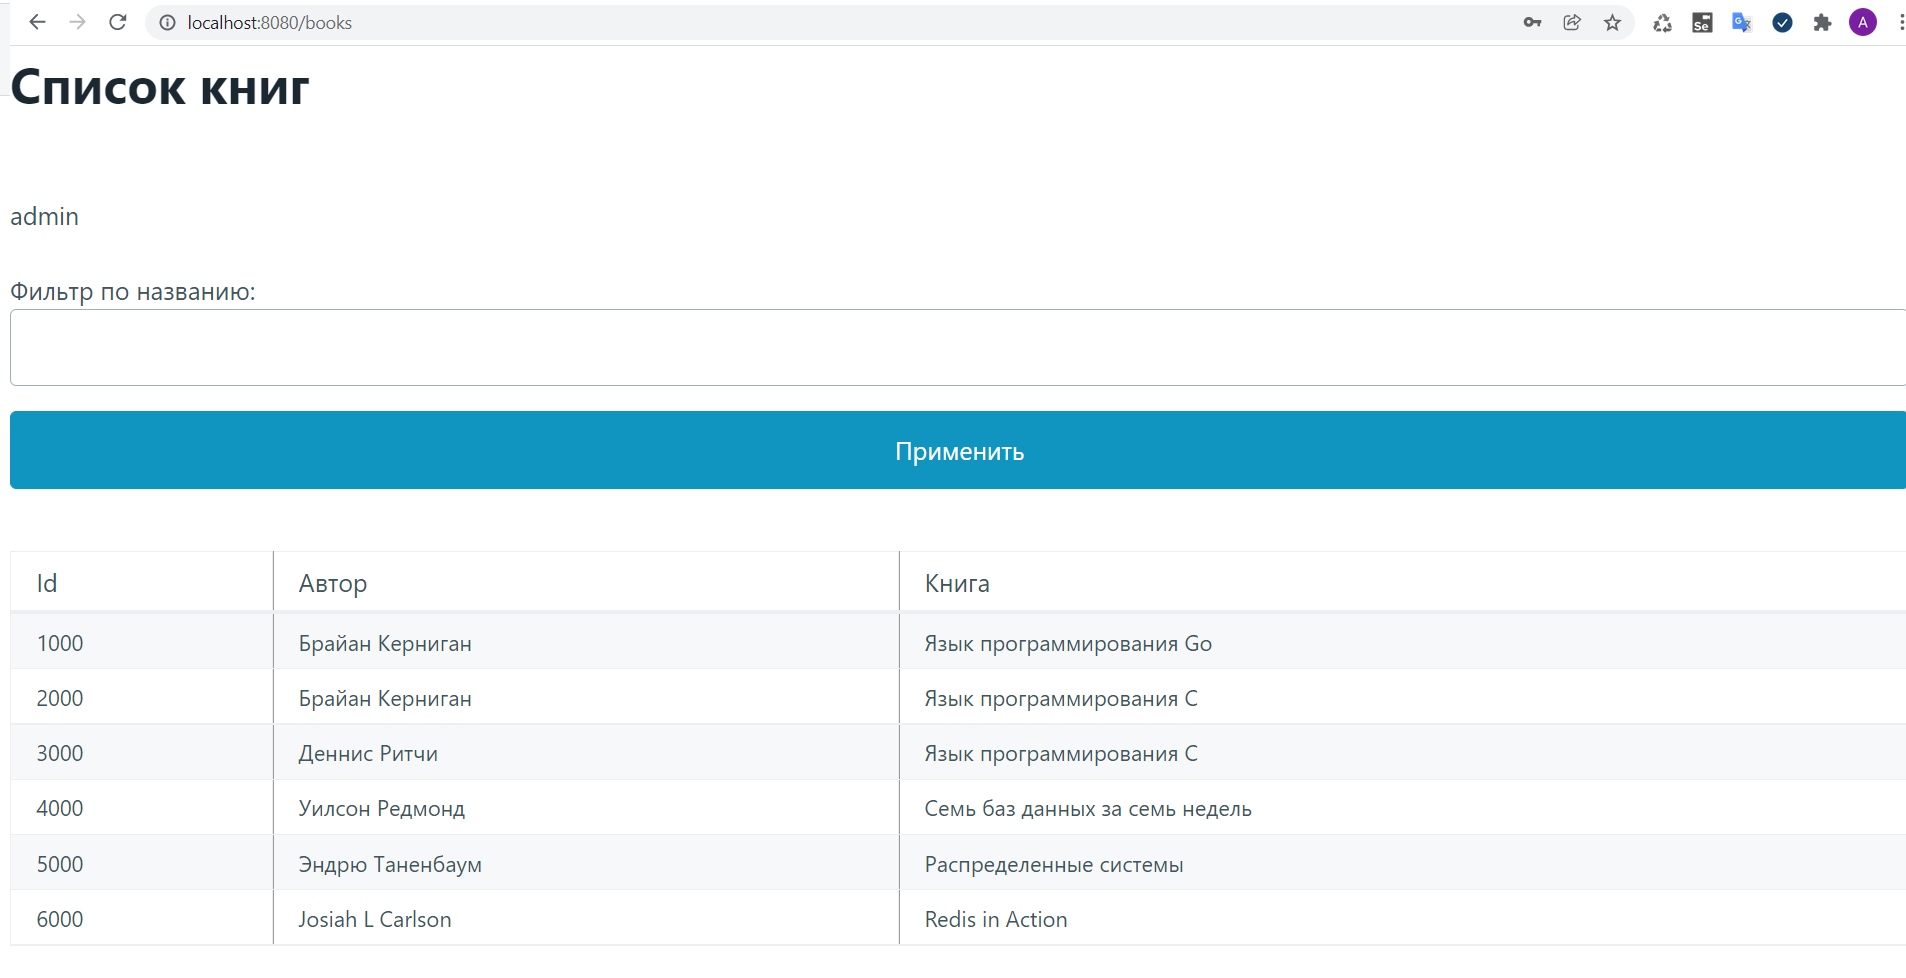 localhost:8080/books
Se
G
A
Список книг
admin
Фильтр по названию:
Применить
Id Автор Книга
1000 Брайан Керниган Язык программирования Go
2000 Брайан Керниган Язык программирования C
3000 Деннис Ритчи Язык программирования C
4000 Уилсон Редмонд Семь баз данных за семь недель
5000 Эндрю Таненбаум Распределенные системы
6000 Josiah L Carlson Redis in Action